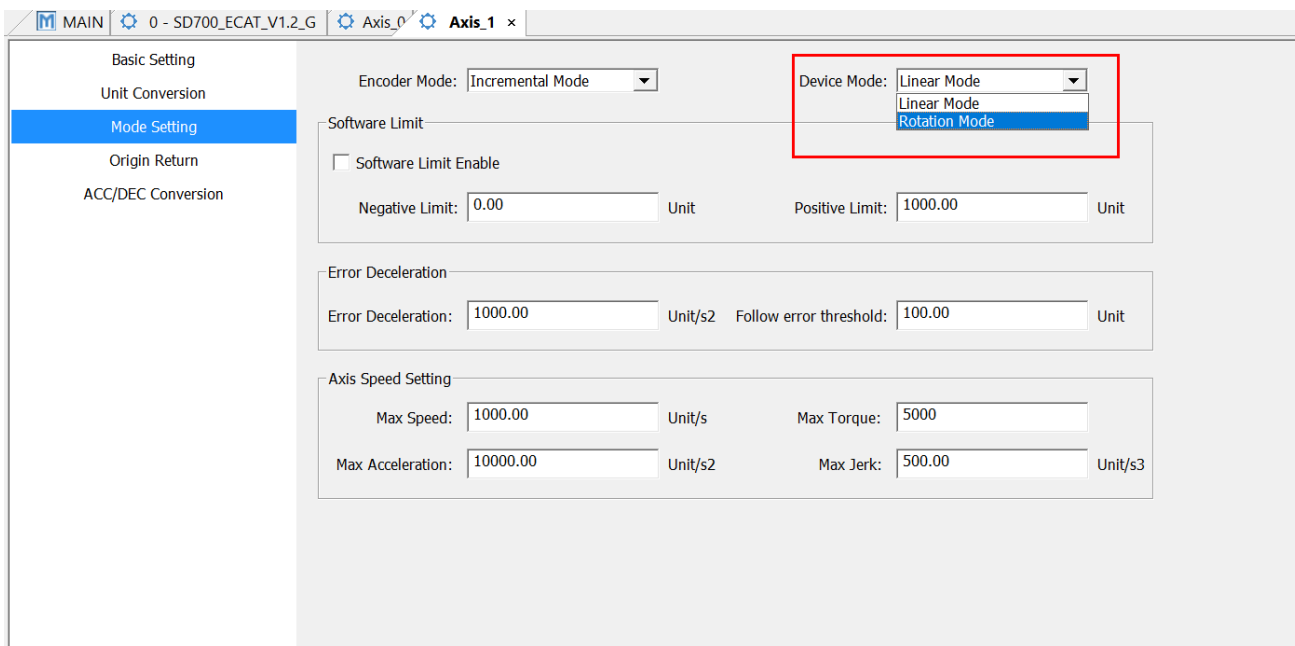 MAIN 0 - SD700_ECAT_V1.2_G Axis_0 Axis_1 ×
Basic Setting
Unit Conversion
Mode Setting
Origin Return
ACC/DEC Conversion
Encoder Mode: Incremental Mode Device Mode: Linear Mode
Linear Mode
Rotation Mode
Software Limit
Software Limit Enable
Negative Limit: 0.00 Unit Positive Limit: 1000.00 Unit
Error Deceleration
Error Deceleration: 1000.00 Unit/s2 Follow error threshold: 100.00 Unit
Axis Speed Setting
Max Speed: 1000.00 Unit/s Max Torque: 5000
Max Acceleration: 10000.00 Unit/s2 Max Jerk: 500.00 Unit/s3